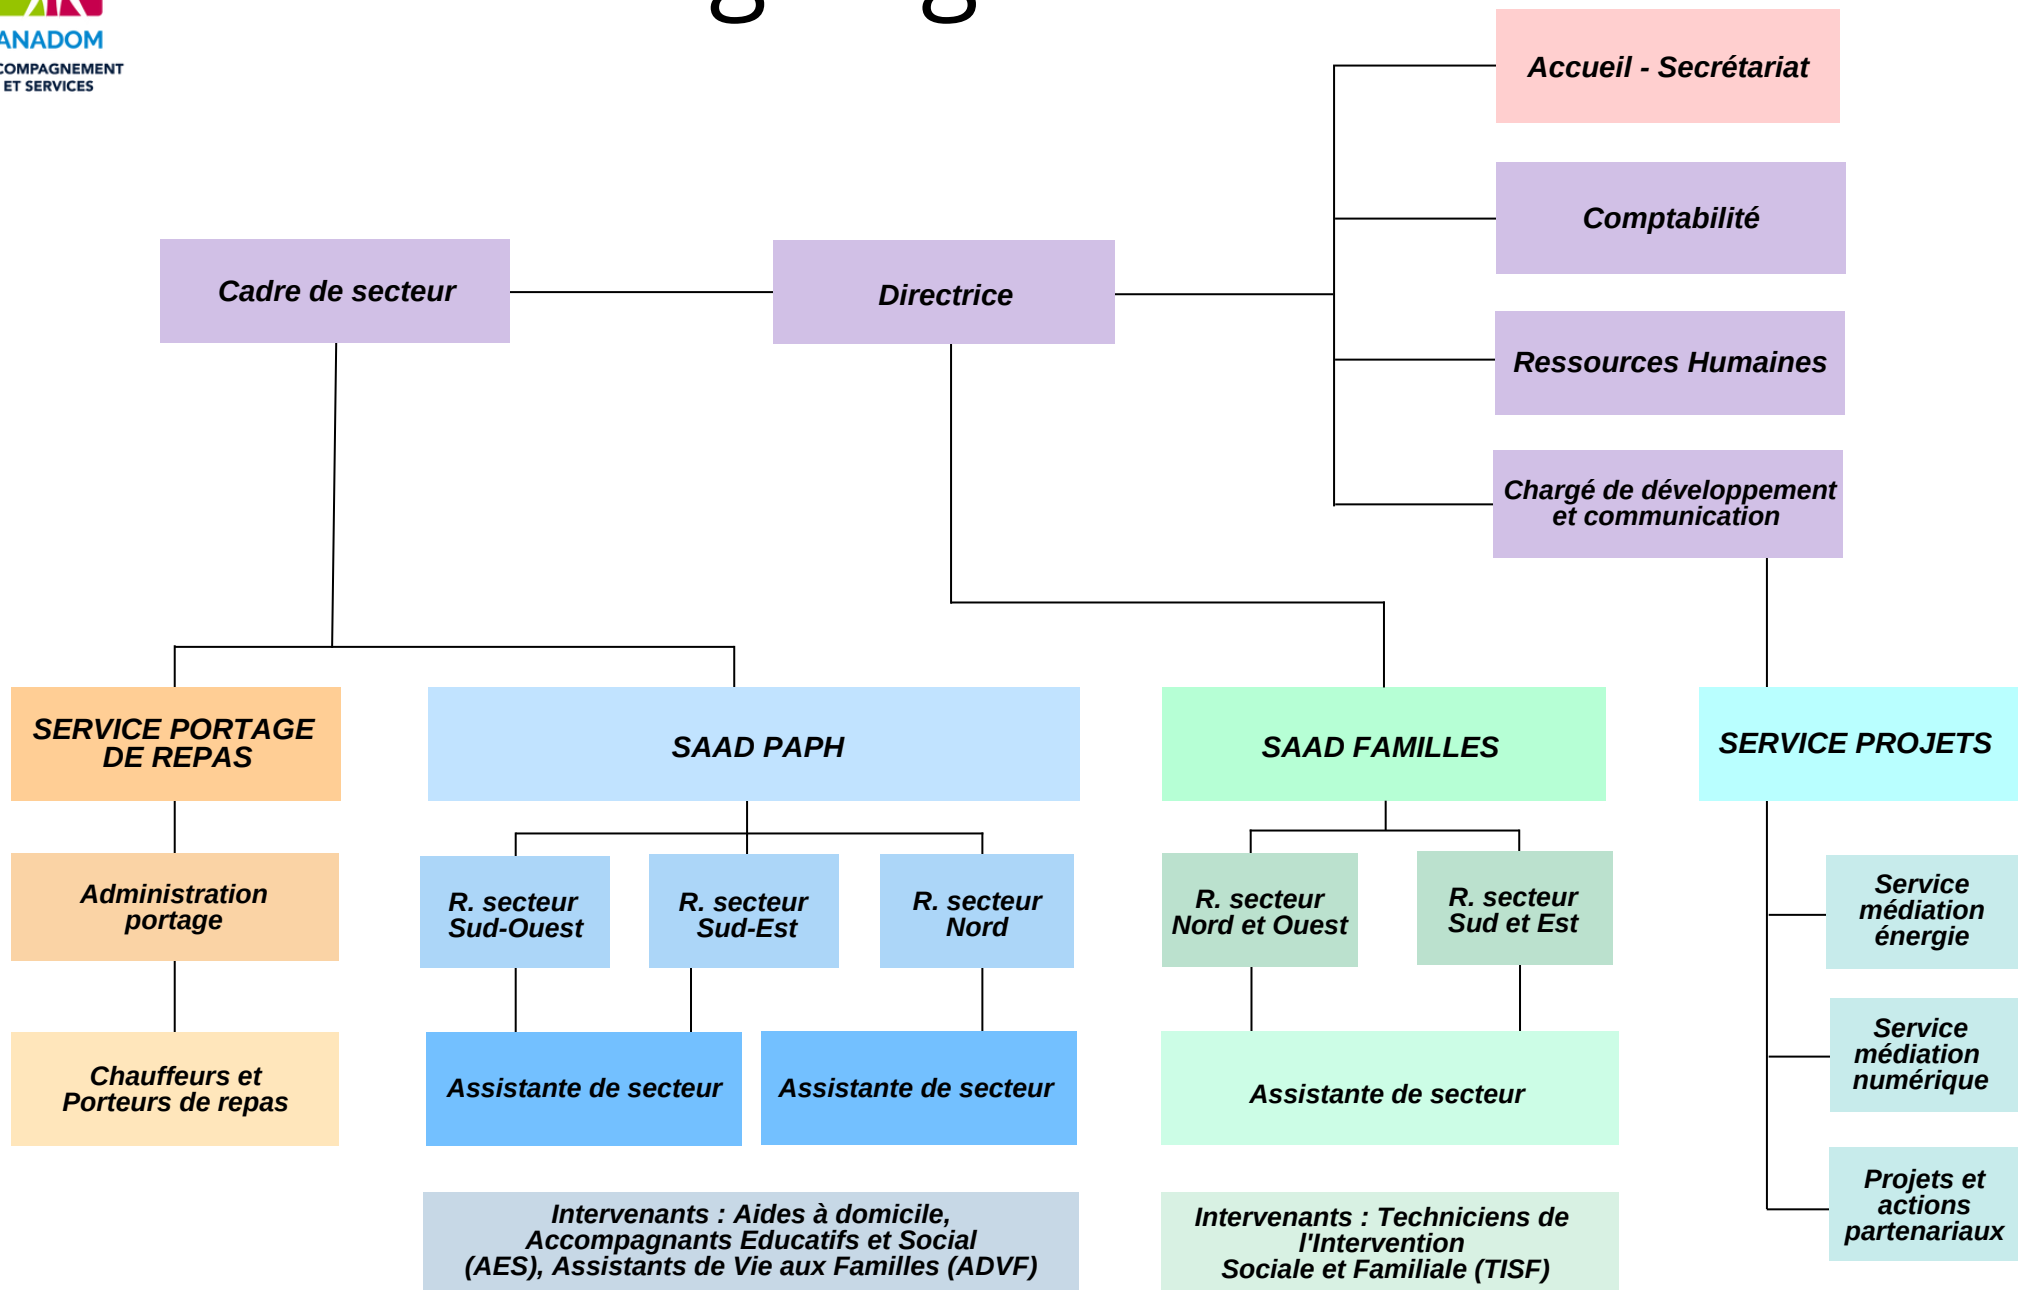 ANADOM
COMPAGNEMENT
ET SERVICES
Accueil - Secrétariat
Comptabilité
Cadre de secteur
Directrice
Ressources Humaines
Chargé de développement
et communication
SERVICE PORTAGE
DE REPAS
SAAD PAPH
SAAD FAMILLES
SERVICE PROJETS
Administration
portage
R. secteur
Sud-Ouest
R. secteur
Sud-Est
R. secteur
Nord
R. secteur
Nord et Ouest
R. secteur
Sud et Est
Service
médiation
énergie
Chauffeurs et
Porteurs de repas
Assistante de secteur
Assistante de secteur
Assistante de secteur
Service
médiation
numérique
Intervenants : Aides à domicile,
Accompagnants Educatifs et Social
(AES), Assistants de Vie aux Familles (ADVF)
Intervenants : Techniciens de
l'Intervention
Sociale et Familiale (TISF)
Projets et
actions
partenariaux